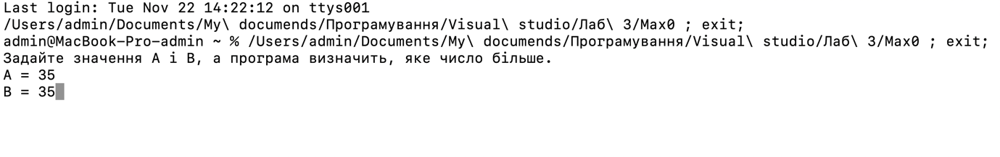 Last login: Tue Nov 22 14:22:12 on ttys001
/Users/admin/Documents/My\ documends/Програмування/Visual\ studio/Лаб\ 3/Max0 ; exit;
admin@MacBook-Pro-admin ~ % /Users/admin/Documents/My\ documends/Програмування/Visual\ studio/Лаб\ 3/Max0 ; exit;
Задайте значення A і B, а програма визначить, яке число більше.
A = 35
B = 35